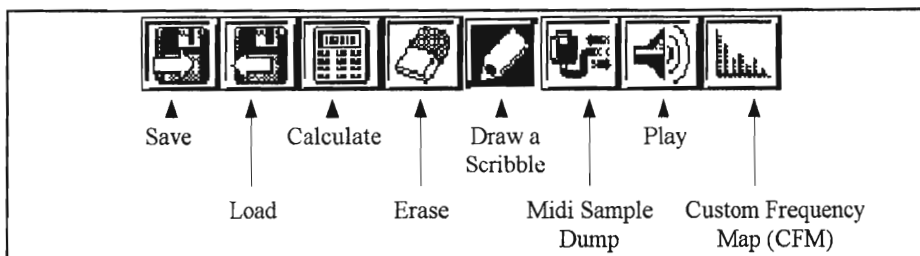 Save
Calculate
Draw a
Scribble
Play
Load
Erase
Midi Sample
Dump
Custom Frequency
Map (CFM)